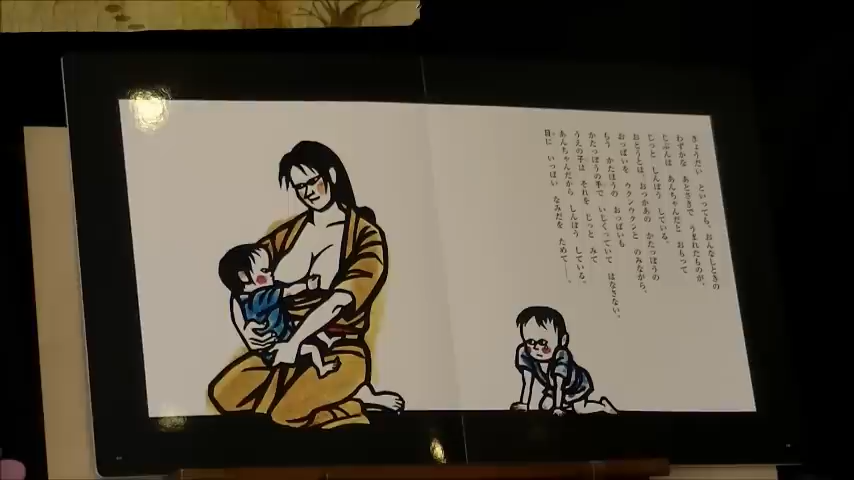 きょうだい といっても、おんなじときの
わずかな あとさきで うまれたものが、
じぶんは あんちゃんだと おもって
じっと しんぼう している。
おとうとは、おっかあの かたっぽうの
おっぱいを ウクンウクンと のみながら、
もう かたほうの おっぱいも
かたっぽうの手で いじくっていて はなさない。
うえの子は それを じっと みて
あんちゃんだから しんぼう している。
目に いっぱい なみだを ためて――。